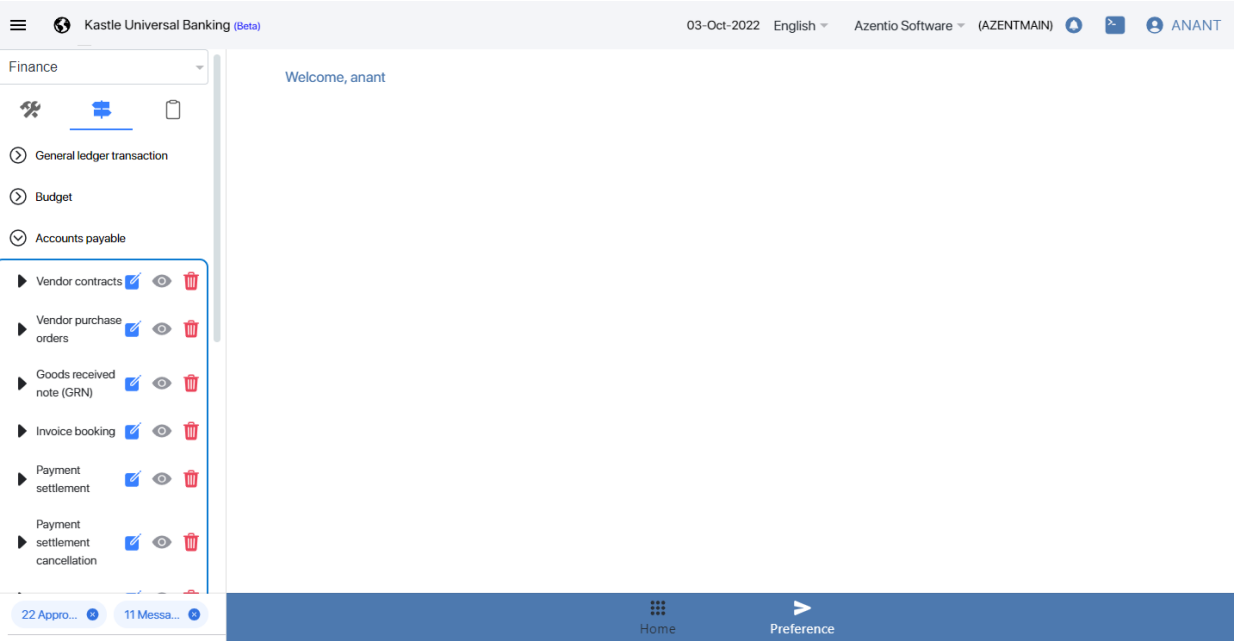 Kastle Universal Banking (Beta)
03-Oct-2022 English Azentio Software (AZENTMAIN) ANANT
Finance
Welcome, anant
General ledger transaction
Budget
Accounts payable
Vendor contracts
Vendor purchase
orders
Goods received
note (GRN)
Invoice booking
Payment
settlement
Payment
settlement
cancellation
22 Appro... 11 Messa...
Home
Preference